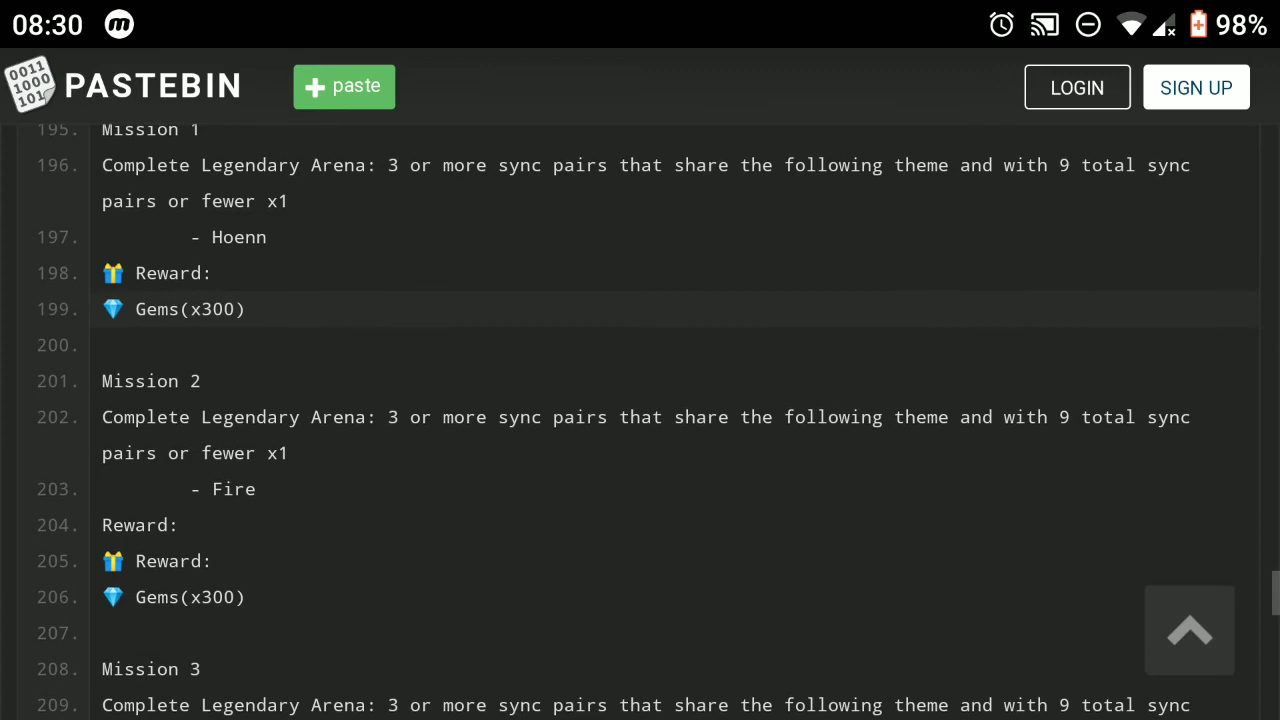 08:30 m 98%
0011 1000 101 PASTEBIN + paste LOGIN SIGN UP
195. Mission 1
196. Complete Legendary Arena: 3 or more sync pairs that share the following theme and with 9 total sync
pairs or fewer x1
197. - Hoenn
198. 🎁 Reward:
199. 💎 Gems(x300)
200.
201. Mission 2
202. Complete Legendary Arena: 3 or more sync pairs that share the following theme and with 9 total sync
pairs or fewer x1
203. - Fire
204. Reward:
205. 🎁 Reward:
206. 💎 Gems(x300)
207.
208. Mission 3
209. Complete Legendary Arena: 3 or more sync pairs that share the following theme and with 9 total sync